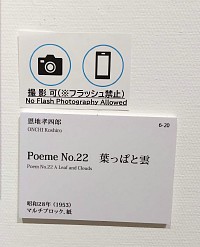 撮影 可(※フラッシュ禁止)
No Flash Photography Allowed
恩地孝四郎
6-20
ONCHI Koshiro
Poeme No.22 葉っぱと雲
Poem No.22 A Leaf and Clouds
昭和28年 (1953)
マルチブロック、紙